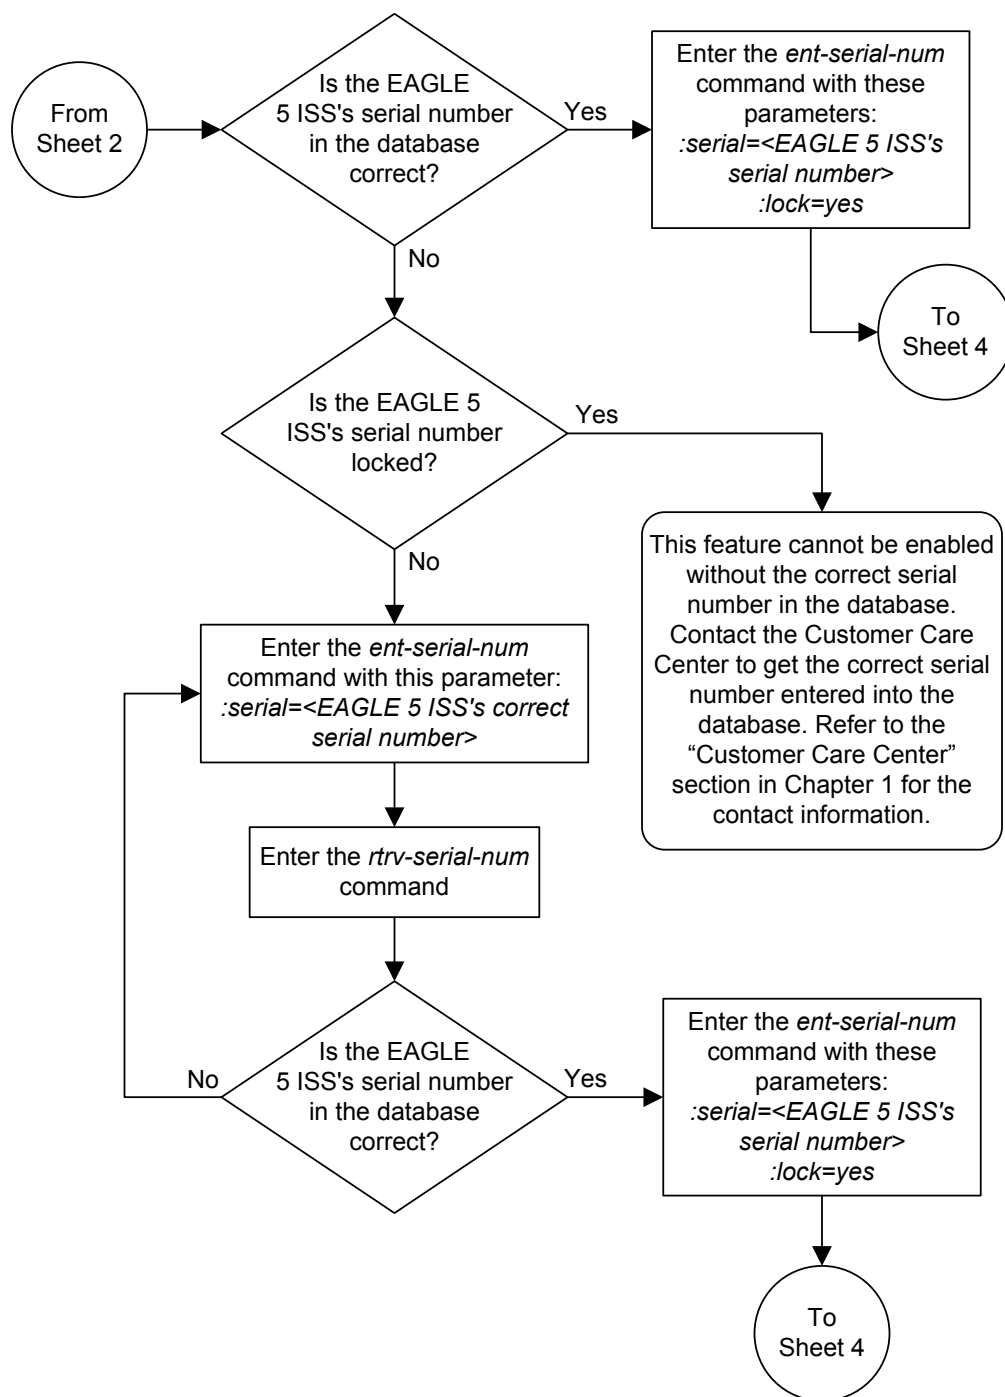 From
Sheet 2
Is the EAGLE
5 ISS's serial number
in the database
correct?
Yes
Enter the ent-serial-num
command with these
parameters:
:serial=<EAGLE 5 ISS's
serial number>
:lock=yes
No
To
Sheet 4
Is the EAGLE 5
ISS's serial number
locked?
Yes
No
This feature cannot be enabled
without the correct serial
number in the database.
Contact the Customer Care
Center to get the correct serial
number entered into the
database. Refer to the
“Customer Care Center”
section in Chapter 1 for the
contact information.
Enter the ent-serial-num
command with this parameter:
:serial=<EAGLE 5 ISS's correct
serial number>
Enter the rtrv-serial-num
command
Is the EAGLE
5 ISS's serial number
in the database
correct?
No
Yes
Enter the ent-serial-num
command with these
parameters:
:serial=<EAGLE 5 ISS's
serial number>
:lock=yes
To
Sheet 4